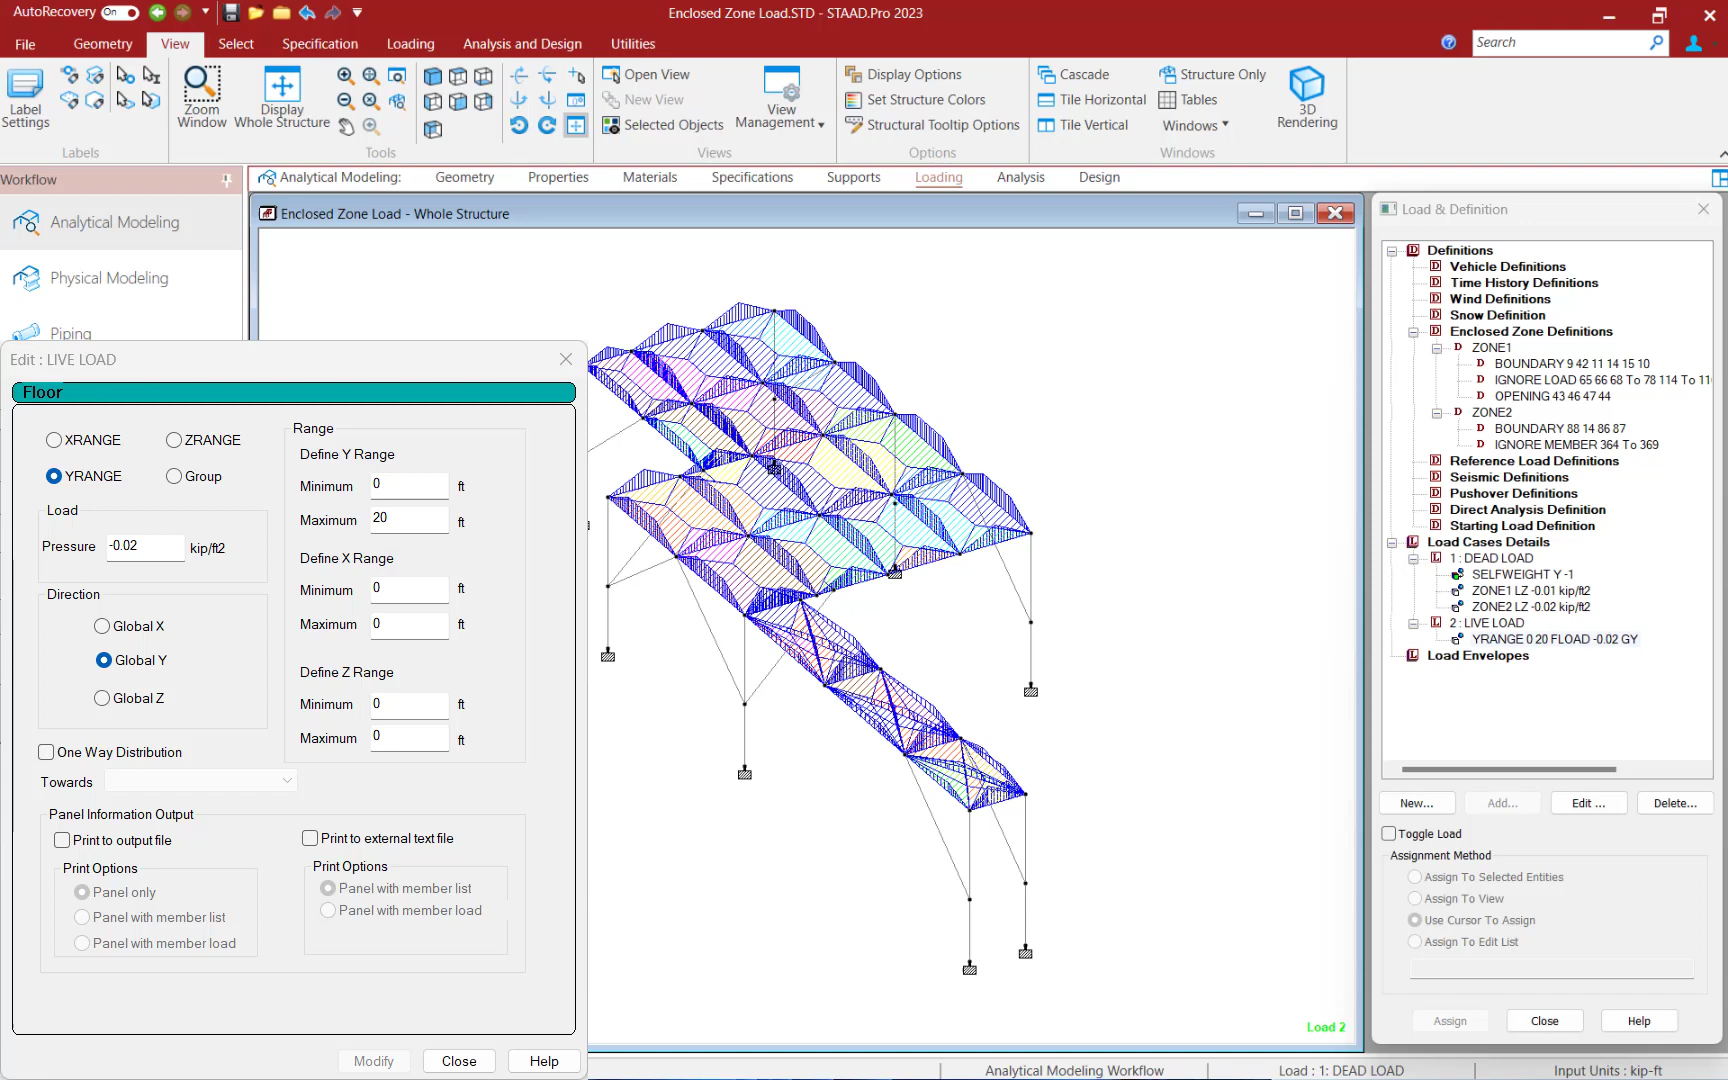 AutoRecovery On
Enclosed Zone Load.STD - STAAD.Pro 2023
File Geometry View Select Specification Loading Analysis and Design Utilities
Search
Label Settings
Labels
Zoom Window
Display Whole Structure
Tools
Open View
New View
Selected Objects
View Management
Views
Display Options
Set Structure Colors
Structural Tooltip Options
Options
Cascade
Tile Horizontal
Tile Vertical
Structure Only
Tables
Windows
Windows
3D Rendering
Workflow
Analytical Modeling: Geometry Properties Materials Specifications Supports Loading Analysis Design
Analytical Modeling
Physical Modeling
Piping
Enclosed Zone Load - Whole Structure
Load 2
Edit : LIVE LOAD
Floor
XRANGE ZRANGE
YRANGE Group
Load
Pressure -0.02 kip/ft2
Direction
Global X
Global Y
Global Z
One Way Distribution
Towards
Range
Define Y Range
Minimum 0 ft
Maximum 20 ft
Define X Range
Minimum 0 ft
Maximum 0 ft
Define Z Range
Minimum 0 ft
Maximum 0 ft
Panel Information Output
Print to output file
Print Options
Panel only
Panel with member list
Panel with member load
Print to external text file
Print Options
Panel with member list
Panel with member load
Modify Close Help
Load & Definition
Definitions
Vehicle Definitions
Time History Definitions
Wind Definitions
Snow Definition
Enclosed Zone Definitions
ZONE1
BOUNDARY 9 42 11 14 15 10
IGNORE LOAD 65 66 68 To 78 114 To
OPENING 43 46 47 44
ZONE2
BOUNDARY 88 14 86 87
IGNORE MEMBER 364 To 369
Reference Load Definitions
Seismic Definitions
Pushover Definitions
Direct Analysis Definition
Starting Load Definition
Load Cases Details
1 : DEAD LOAD
SELFWEIGHT Y -1
ZONE1 LZ -0.01 kip/ft2
ZONE2 LZ -0.02 kip/ft2
2 : LIVE LOAD
YRANGE 0 20 FLOAD -0.02 GY
Load Envelopes
New... Add... Edit ... Delete...
Toggle Load
Assignment Method
Assign To Selected Entities
Assign To View
Use Cursor To Assign
Assign To Edit List
Assign Close Help
Analytical Modeling Workflow Load : 1: DEAD LOAD Input Units : kip-ft